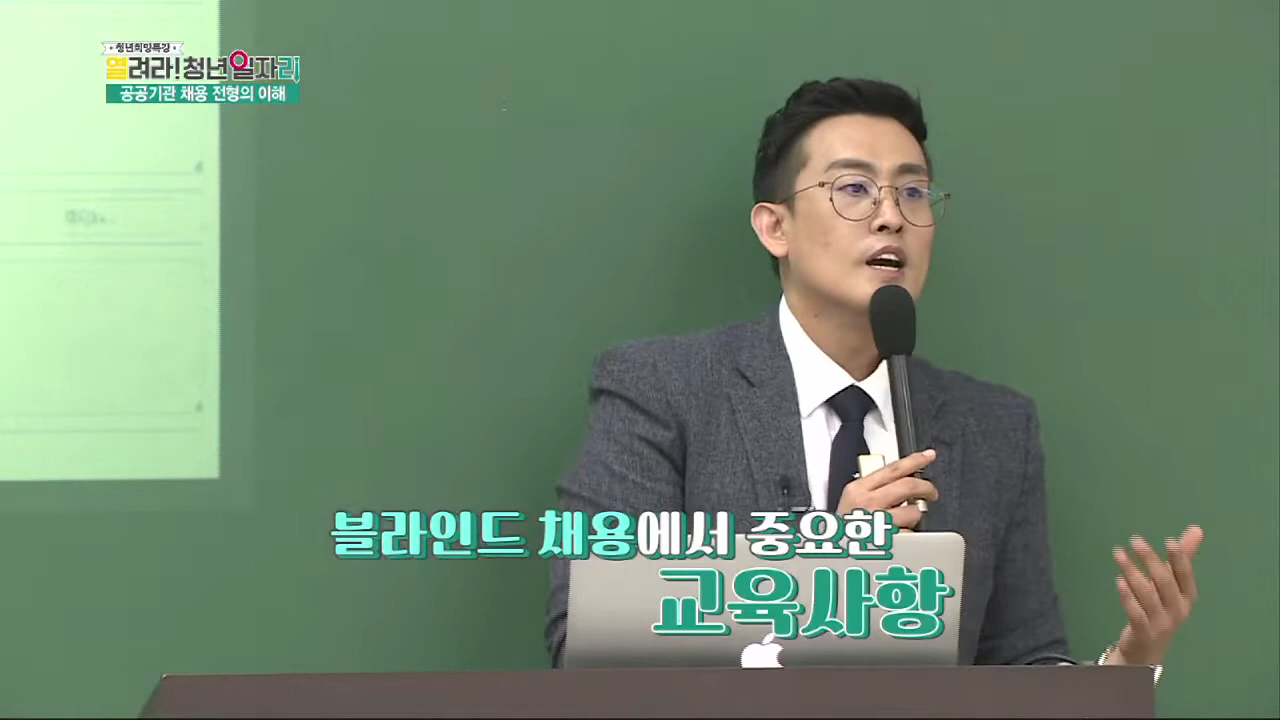 청년희망특강
열려라!청년일자리
공공기관 채용 전형의 이해
블라인드 채용에서 중요한
교육사항